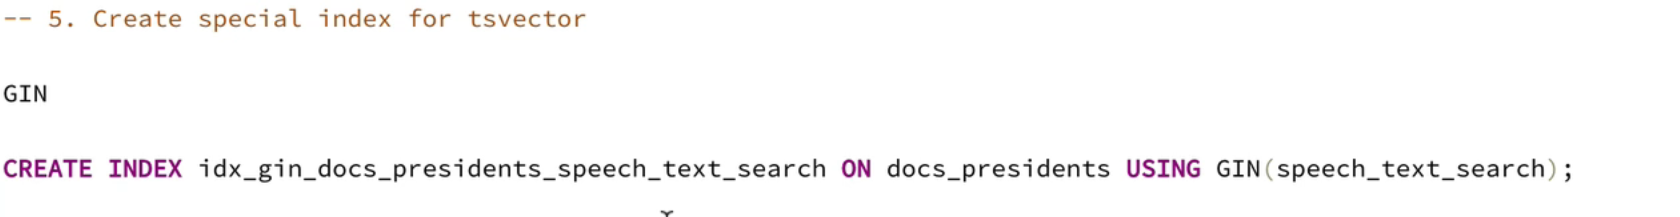 -- 5. Create special index for tsvector
GIN
CREATE INDEX idx_gin_docs_presidents_speech_text_search ON docs_presidents USING GIN(speech_text_search);